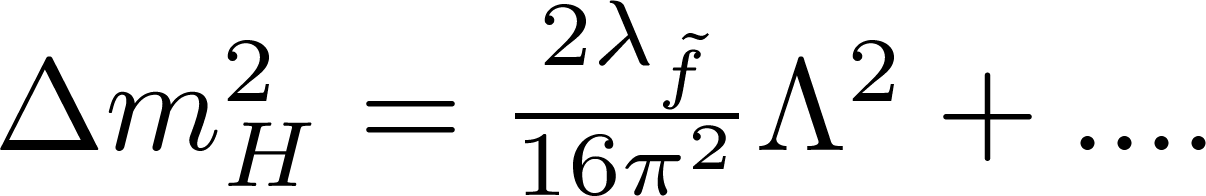 Δm_H^2 = \frac{2λ_{\tilde{f}}}{16π^2} Λ^2 + ....